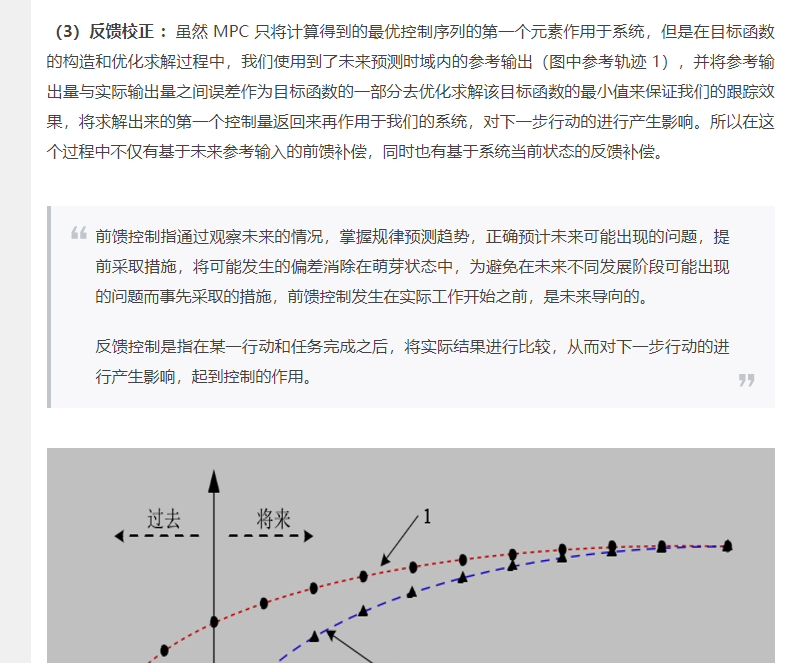 （3）反馈校正 ：虽然 MPC 只将计算得到的最优控制序列的第一个元素作用于系统，但是在目标函数
的构造和优化求解过程中，我们使用到了未来预测时域内的参考输出（图中参考轨迹 1），并将参考输
出量与实际输出量之间误差作为目标函数的一部分去优化求解该目标函数的最小值来保证我们的跟踪效
果，将求解出来的第一个控制量返回来再作用于我们的系统，对下一步行动的进行产生影响。所以在这
个过程中不仅有基于未来参考输入的前馈补偿，同时也有基于系统当前状态的反馈补偿。
“
前馈控制指通过观察未来的情况，掌握规律预测趋势，正确预计未来可能出现的问题，提
前采取措施，将可能发生的偏差消除在萌芽状态中，为避免在未来不同发展阶段可能出现
的问题而事先采取的措施，前馈控制发生在实际工作开始之前，是未来导向的。
反馈控制是指在某一行动和任务完成之后，将实际结果进行比较，从而对下一步行动的进
行产生影响，起到控制的作用。
”
过去 将来 1